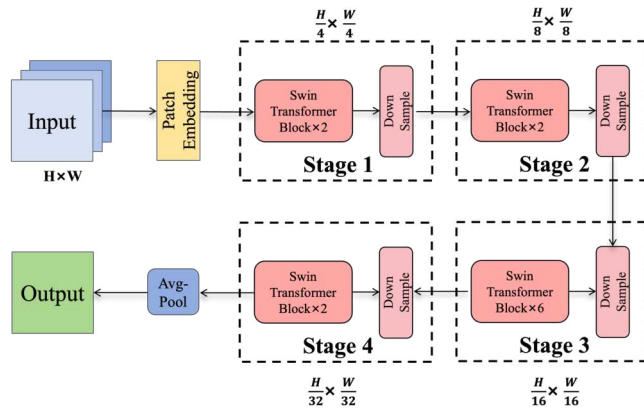 H/4 × W/4
H/8 × W/8
Input
H×W
Patch
Embedding
Swin
Transformer
Block×2
Down
Sample
Stage 1
Swin
Transformer
Block×2
Down
Sample
Stage 2
Output
Avg-
Pool
Swin
Transformer
Block×2
Down
Sample
Stage 4
Swin
Transformer
Block×6
Down
Sample
Stage 3
H/32 × W/32
H/16 × W/16